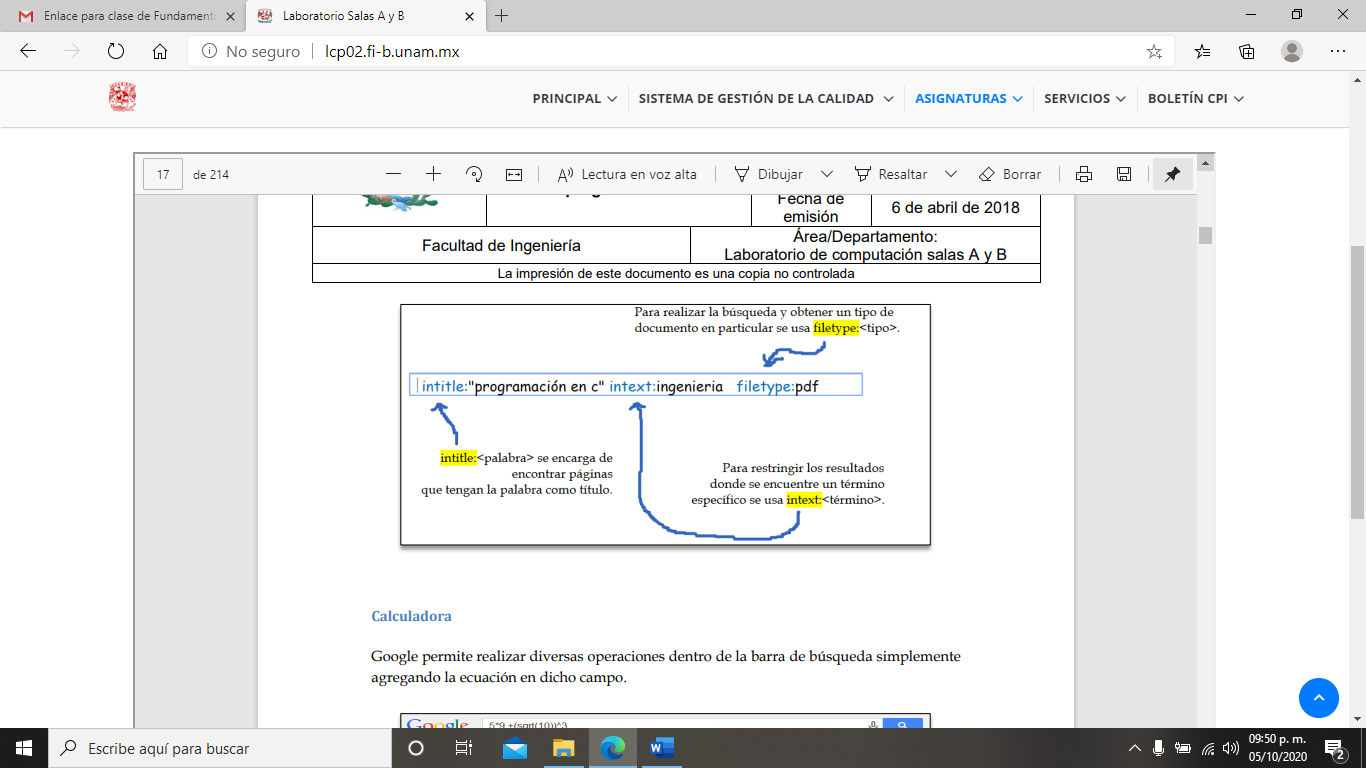 Enlace para clase de Fundament
Laboratorio Salas A y B
No seguro
lcp02.fi-b.unam.mx
PRINCIPAL
SISTEMA DE GESTIÓN DE LA CALIDAD
ASIGNATURAS
SERVICIOS
BOLETÍN CPI
17
de 214
Lectura en voz alta
Dibujar
Resaltar
Borrar
Fecha de
emisión
6 de abril de 2018
Facultad de Ingeniería
Área/Departamento:
Laboratorio de computación salas A y B
La impresión de este documento es una copia no controlada
Para realizar la búsqueda y obtener un tipo de
documento en particular se usa filetype:<tipo>.
intitle:"programación en c" intext:ingenieria filetype:pdf
intitle:<palabra> se encarga de
encontrar páginas
que tengan la palabra como título.
Para restringir los resultados
donde se encuentre un término
específico se usa intext:<término>.
Calculadora
Google permite realizar diversas operaciones dentro de la barra de búsqueda simplemente
agregando la ecuación en dicho campo.
Google
5*9 +(sqrt(10))^3
Escribe aquí para buscar
09:50 p. m.
05/10/2020
2